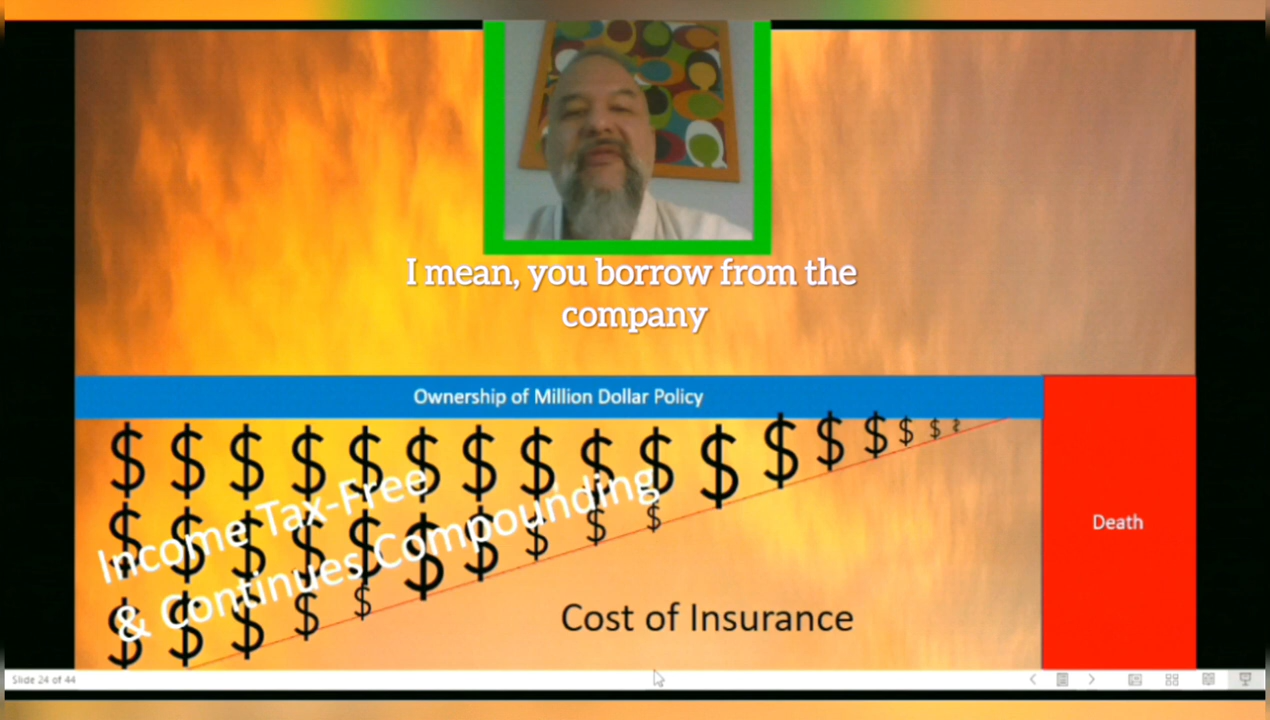 I mean, you borrow from the
company
Ownership of Million Dollar Policy
$ $ $ $ $ $ $ $ $ $ $ $ $ $ $ $ $
Income Tax-Free
$ $ $ $ $ $ $ $ $ $
& Continues Compounding
$ $ $ $ $
Death
Cost of Insurance
Slide 24 of 44